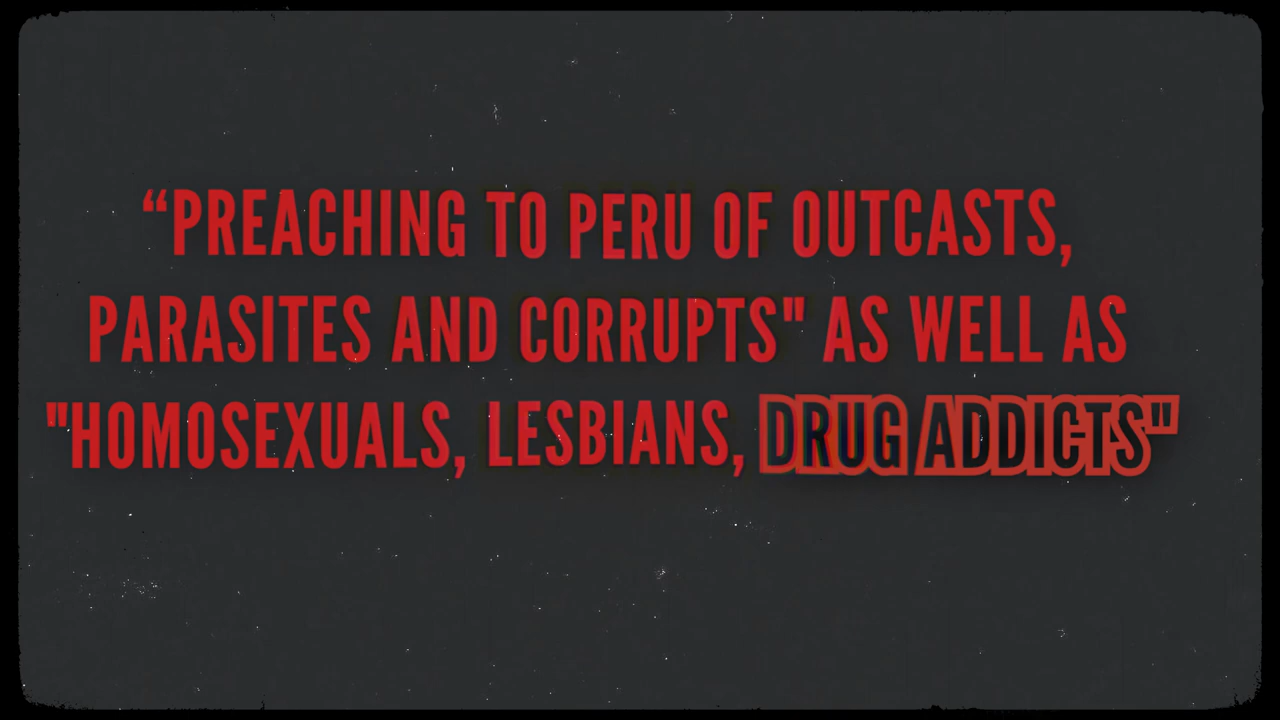 “PREACHING TO PERU OF OUTCASTS,
PARASITES AND CORRUPTS" AS WELL AS
"HOMOSEXUALS, LESBIANS, DRUG ADDICTS"